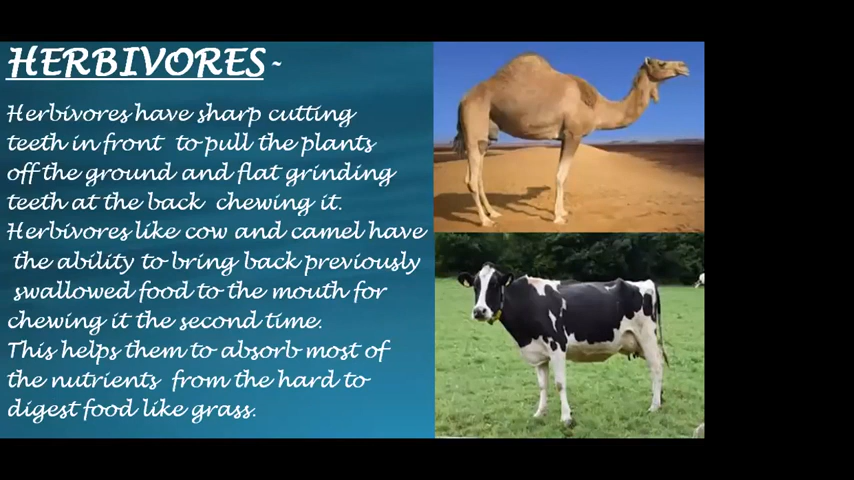 HERBIVORES-
Herbivores have sharp cutting
teeth in front to pull the plants
off the ground and flat grinding
teeth at the back chewing it.
Herbivores like cow and camel have
the ability to bring back previously
swallowed food to the mouth for
chewing it the second time.
This helps them to absorb most of
the nutrients from the hard to
digest food like grass.